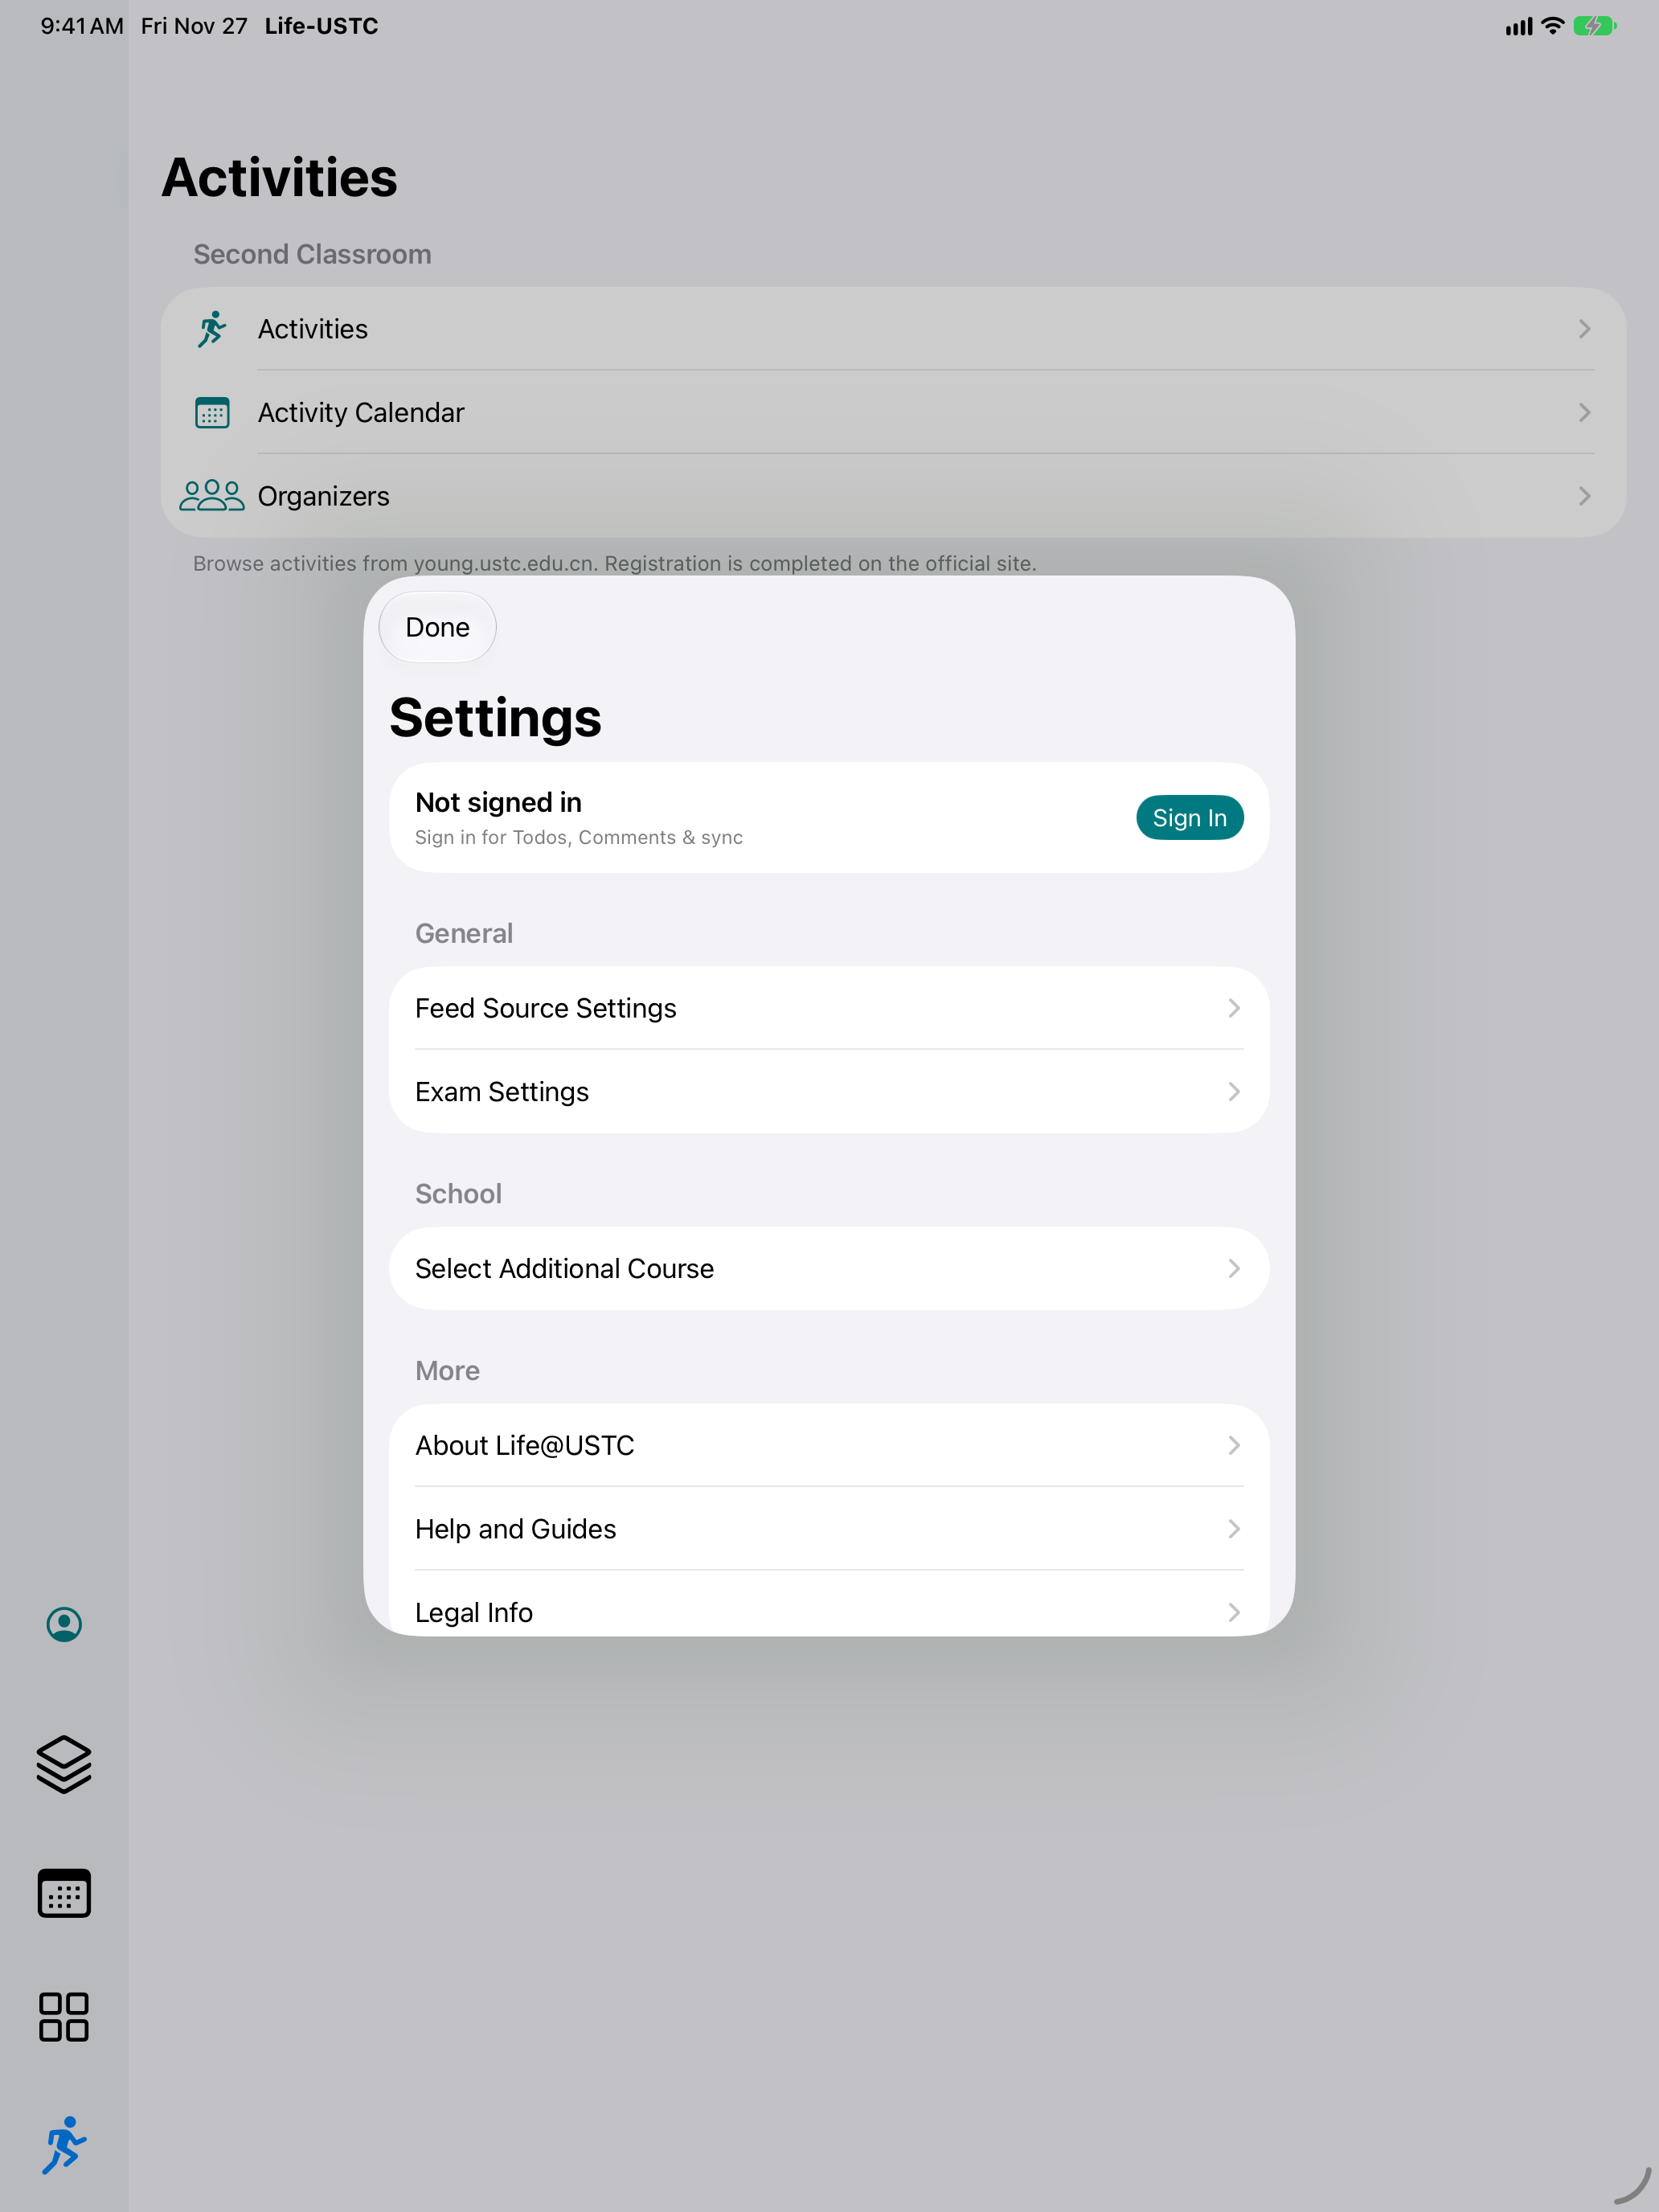 9:41 AM Fri Nov 27 Life-USTC
Activities
Second Classroom
Activities
Activity Calendar
Organizers
Browse activities from young.ustc.edu.cn. Registration is completed on the official site.
Done
Settings
Not signed in
Sign in for Todos, Comments & sync
Sign In
General
Feed Source Settings
Exam Settings
School
Select Additional Course
More
About Life@USTC
Help and Guides
Legal Info